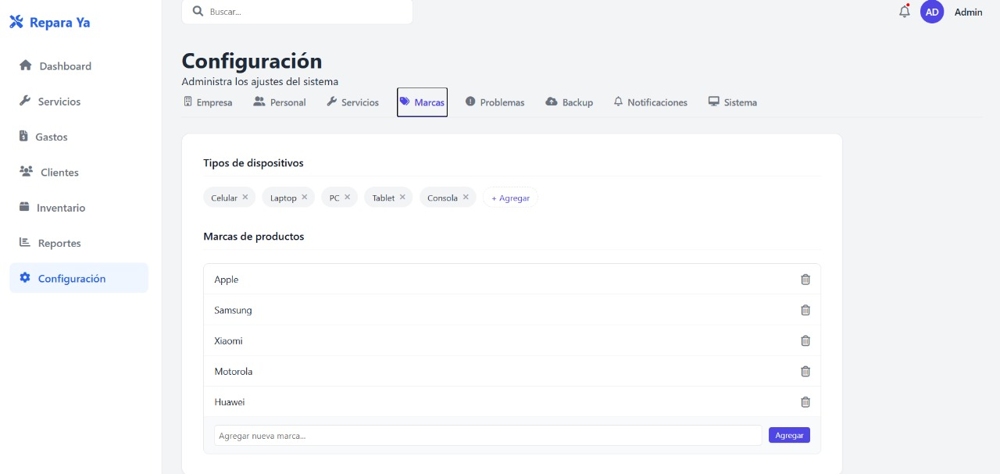 Repara Ya
Buscar...
AD
Admin
Dashboard
Servicios
Gastos
Clientes
Inventario
Reportes
Configuración
Configuración
Administra los ajustes del sistema
Empresa Personal Servicios Marcas Problemas Backup Notificaciones Sistema
Tipos de dispositivos
Celular × Laptop × PC × Tablet × Consola × + Agregar
Marcas de productos
Apple
Samsung
Xiaomi
Motorola
Huawei
Agregar nueva marca... Agregar